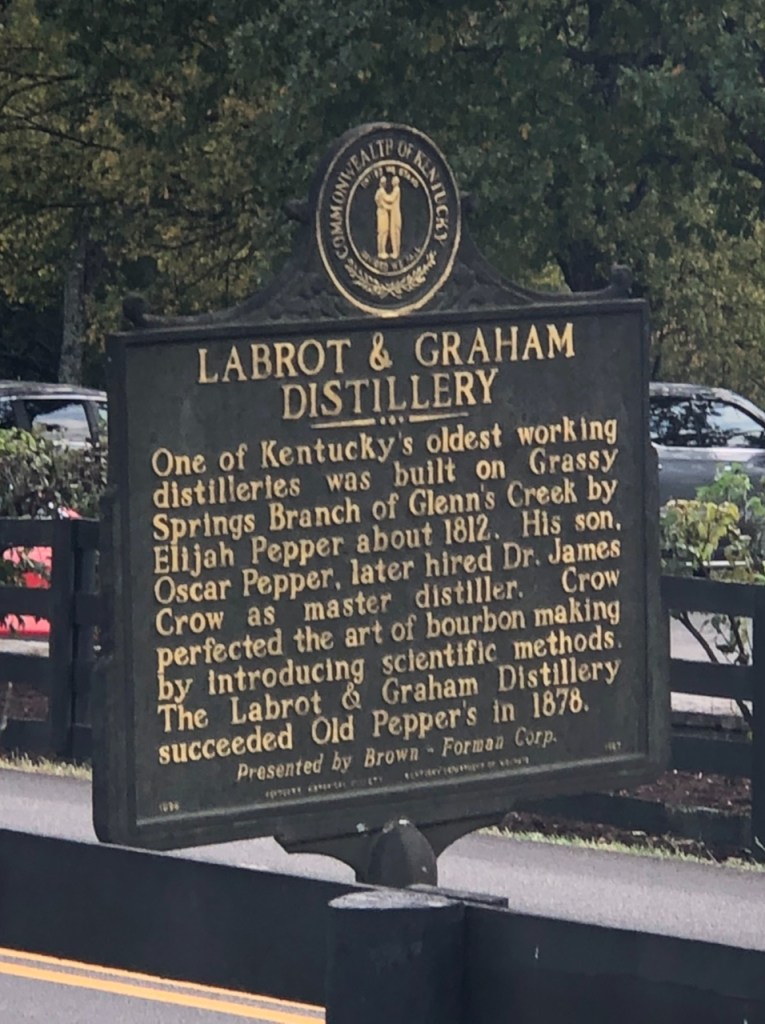 COMMONWEALTH OF KENTUCKY
LABROT & GRAHAM
DISTILLERY
One of Kentucky's oldest working
distilleries was built on Grassy
Springs Branch of Glenn's Creek by
Elijah Pepper about 1812. His son,
Oscar Pepper, later hired Dr. James
Crow as master distiller. Crow
perfected the art of bourbon making
by introducing scientific methods.
The Labrot & Graham Distillery
succeeded Old Pepper's in 1878.
Presented by Brown - Forman Corp.